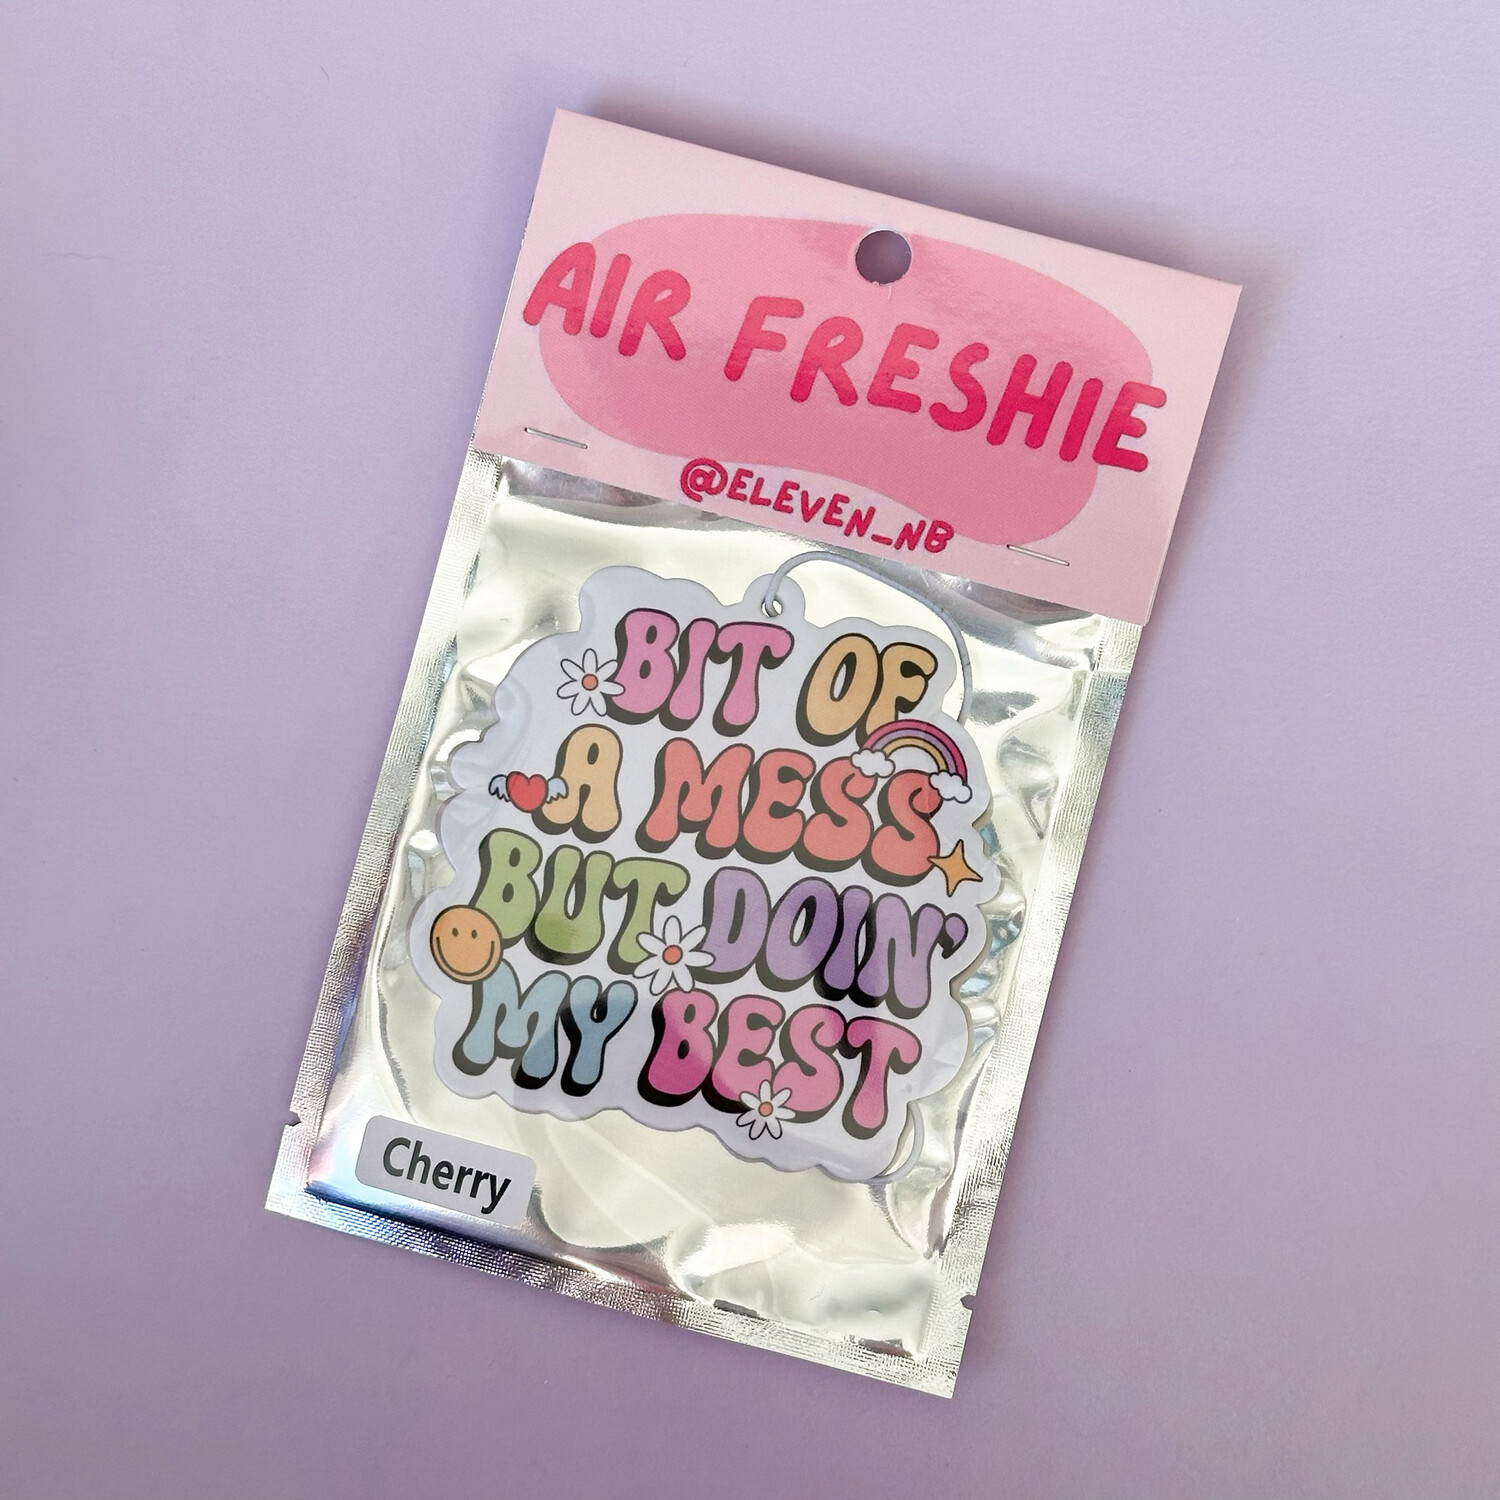 AIR FRESHIE
@ELEVEN_NB
BIT OF
A MESS
BUT DOIN'
MY BEST
Cherry